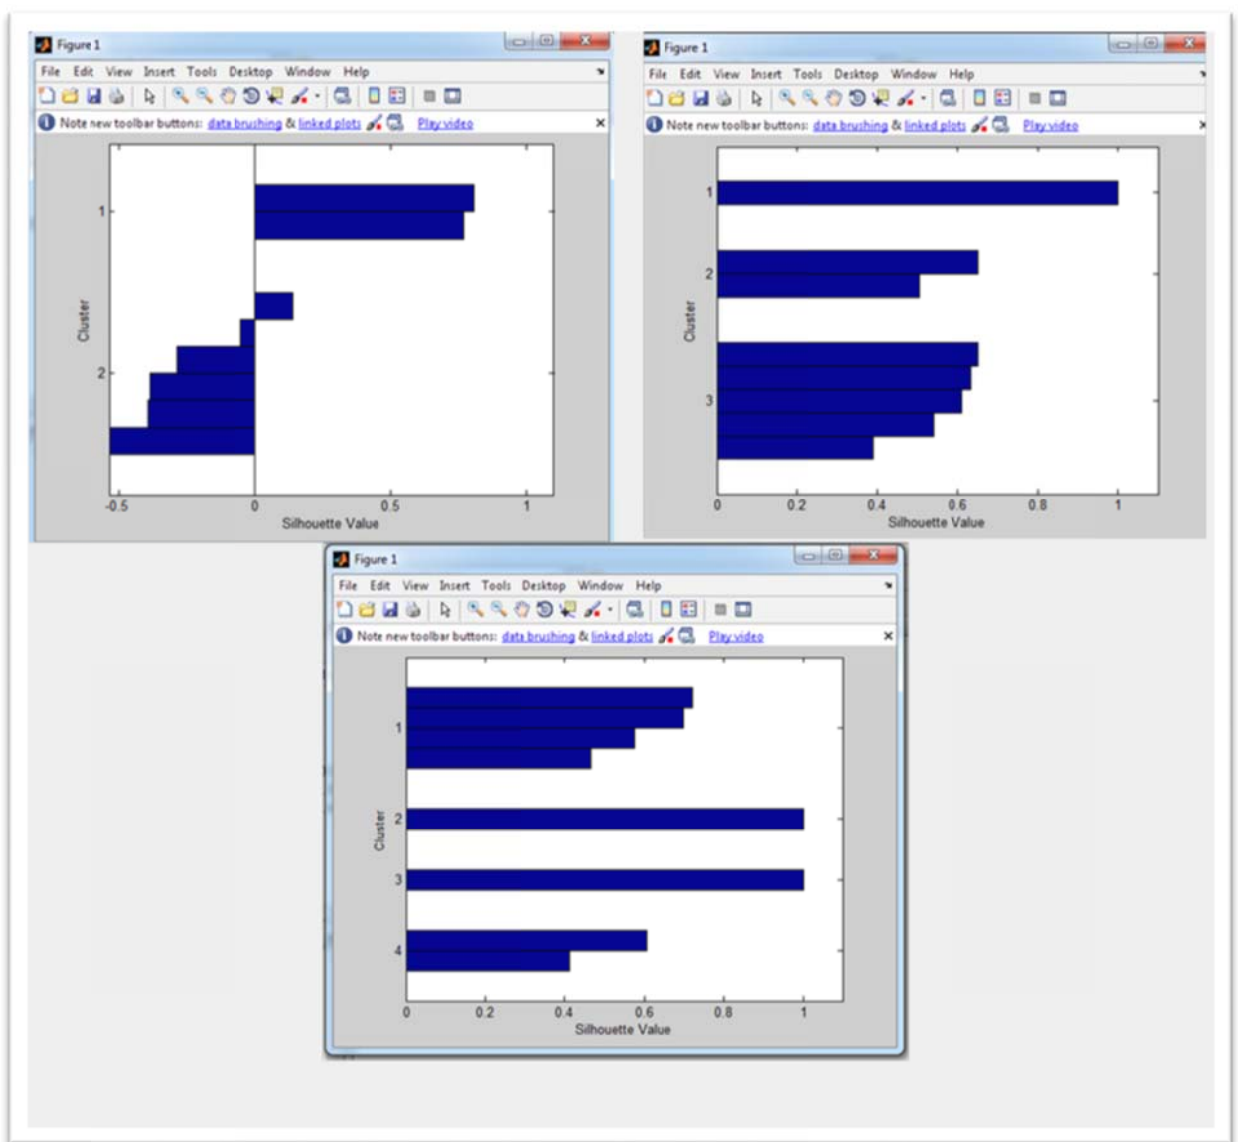 Figure 1
File Edit View Insert Tools Desktop Window Help
Note new toolbar buttons: data brushing & linked plots Play video
1
2
Cluster
-0.5 0 0.5 1
Silhouette Value
Figure 1
File Edit View Insert Tools Desktop Window Help
Note new toolbar buttons: data brushing & linked plots Play video
1
2
3
Cluster
0 0.2 0.4 0.6 0.8 1
Silhouette Value
Figure 1
File Edit View Insert Tools Desktop Window Help
Note new toolbar buttons: data brushing & linked plots Play video
1
2
3
4
Cluster
0 0.2 0.4 0.6 0.8 1
Silhouette Value